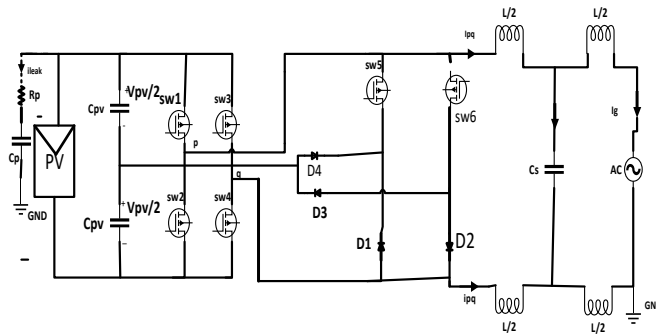 L/2
L/2
ileak
Rp
Cp
GND
-
PV
-
Cpv
+
Vpv/2
-
Cpv
+
Vpv/2
-
sw1
sw3
p
q
sw2
sw4
sw5
sw6
D4
D3
D1
D2
Ipq
ipq
Cs
Ig
AC
GN
L/2
L/2